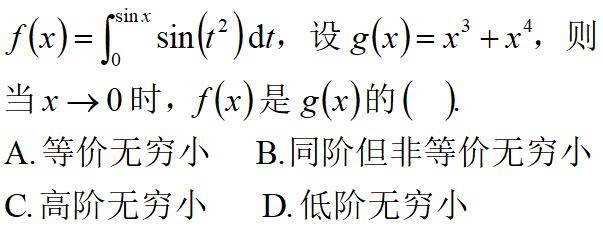 f(x)=∫₀^{sin x} sin(t²)dt，设 g(x)=x³+x⁴，则
当 x→0 时，f(x)是 g(x)的(　).
A.等价无穷小　B.同阶但非等价无穷小
C.高阶无穷小　D.低阶无穷小